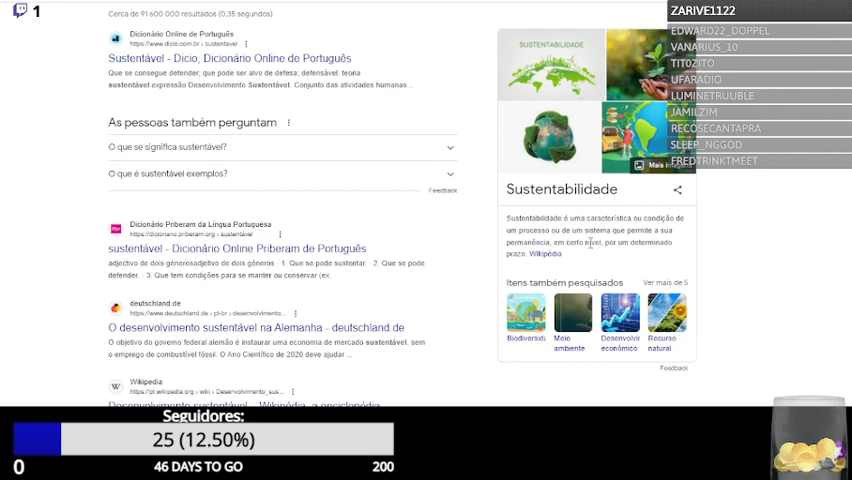 1
Cerca de 91 600 000 resultados (0,35 segundos)
Dicionário Online de Português
https://www.dicio.com.br › sustentavel
Sustentável - Dicio, Dicionário Online de Português
Que se consegue defender; que pode ser alvo de defesa; defensável: teoria
sustentável.expressão Desenvolvimento Sustentável. Conjunto das atividades humanas...
As pessoas também perguntam
O que se significa sustentável?
O que é sustentável exemplos?
Feedback
Dicionário Priberam da Língua Portuguesa
https://dicionario.priberam.org › sustentável
sustentável - Dicionário Online Priberam de Português
adjectivo de dois génerosadjetivo de dois géneros · 1. Que se pode sustentar. · 2. Que se pode
defender. · 3. Que tem condições para se manter ou conservar (ex.
deutschland.de
https://www.deutschland.de › pt-br › desenvolvimento...
O desenvolvimento sustentável na Alemanha - deutschland.de
O objetivo do governo federal alemão é instaurar uma economia de mercado sustentável, sem
o emprego de combustível fóssil. O Ano Científico de 2020 deve ajudar ...
Wikipedia
https://pt.wikipedia.org › wiki › Desenvolvimento_sus...
Desenvolvimento sustentável – Wikipédia, a enciclopédia
SUSTENTABILIDADE
Mais imagens
Sustentabilidade
Sustentabilidade é uma característica ou condição de
um processo ou de um sistema que permite a sua
permanência, em certo nível, por um determinado
prazo. Wikipédia
Itens também pesquisados
Ver mais de 5
Biodiversid
Meio
ambiente
Desenvolvir
econômico
Recurso
natural
Feedback
ZARIVE1122
EDWARD22_DOPPEL
VANARIUS_10
TIT0ZITO
UFARADIO
LUMINETRUUBLE
JAMILZIM
RECOSECANTAPRA
SLEEP_NGGOD
FREDTRINKTMEET
Seguidores:
25 (12.50%)
0
46 DAYS TO GO
200